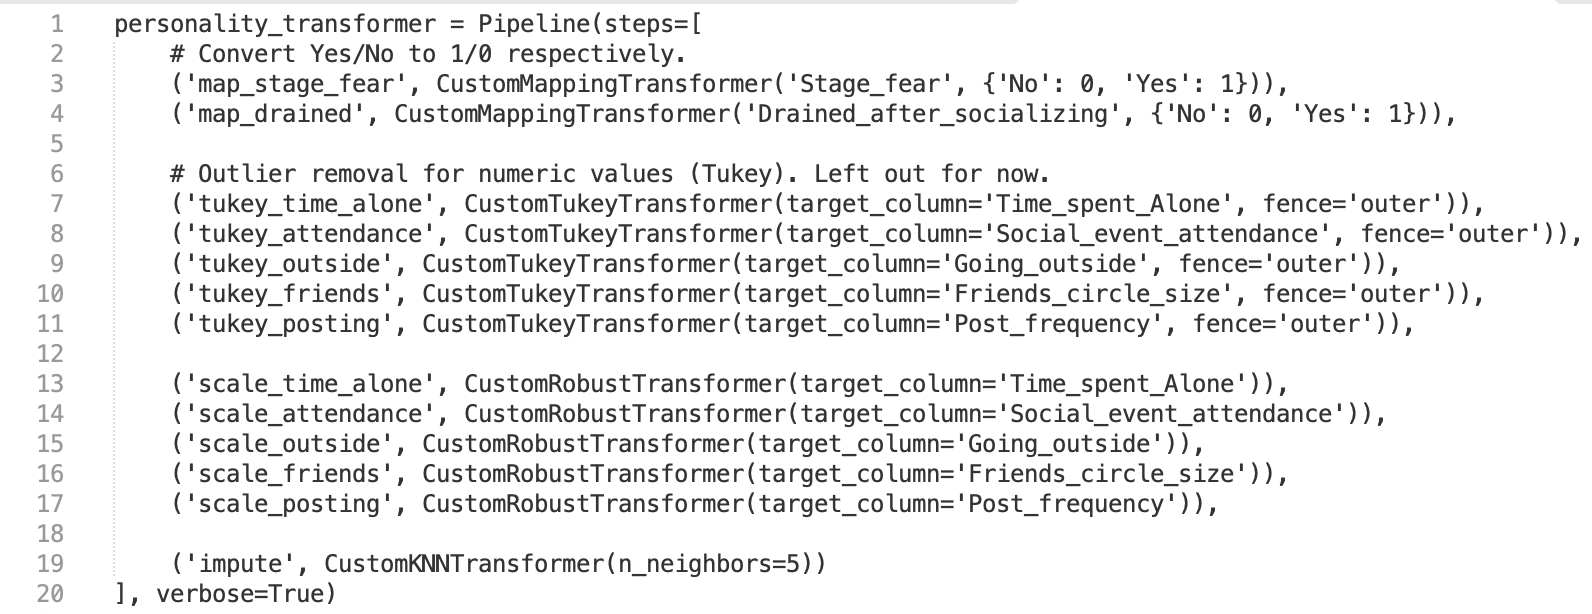 1 personality_transformer = Pipeline(steps=[
2 # Convert Yes/No to 1/0 respectively.
3 ('map_stage_fear', CustomMappingTransformer('Stage_fear', {'No': 0, 'Yes': 1})),
4 ('map_drained', CustomMappingTransformer('Drained_after_socializing', {'No': 0, 'Yes': 1})),
5
6 # Outlier removal for numeric values (Tukey). Left out for now.
7 ('tukey_time_alone', CustomTukeyTransformer(target_column='Time_spent_Alone', fence='outer')),
8 ('tukey_attendance', CustomTukeyTransformer(target_column='Social_event_attendance', fence='outer')),
9 ('tukey_outside', CustomTukeyTransformer(target_column='Going_outside', fence='outer')),
10 ('tukey_friends', CustomTukeyTransformer(target_column='Friends_circle_size', fence='outer')),
11 ('tukey_posting', CustomTukeyTransformer(target_column='Post_frequency', fence='outer')),
12
13 ('scale_time_alone', CustomRobustTransformer(target_column='Time_spent_Alone')),
14 ('scale_attendance', CustomRobustTransformer(target_column='Social_event_attendance')),
15 ('scale_outside', CustomRobustTransformer(target_column='Going_outside')),
16 ('scale_friends', CustomRobustTransformer(target_column='Friends_circle_size')),
17 ('scale_posting', CustomRobustTransformer(target_column='Post_frequency')),
18
19 ('impute', CustomKNNTransformer(n_neighbors=5))
20 ], verbose=True)